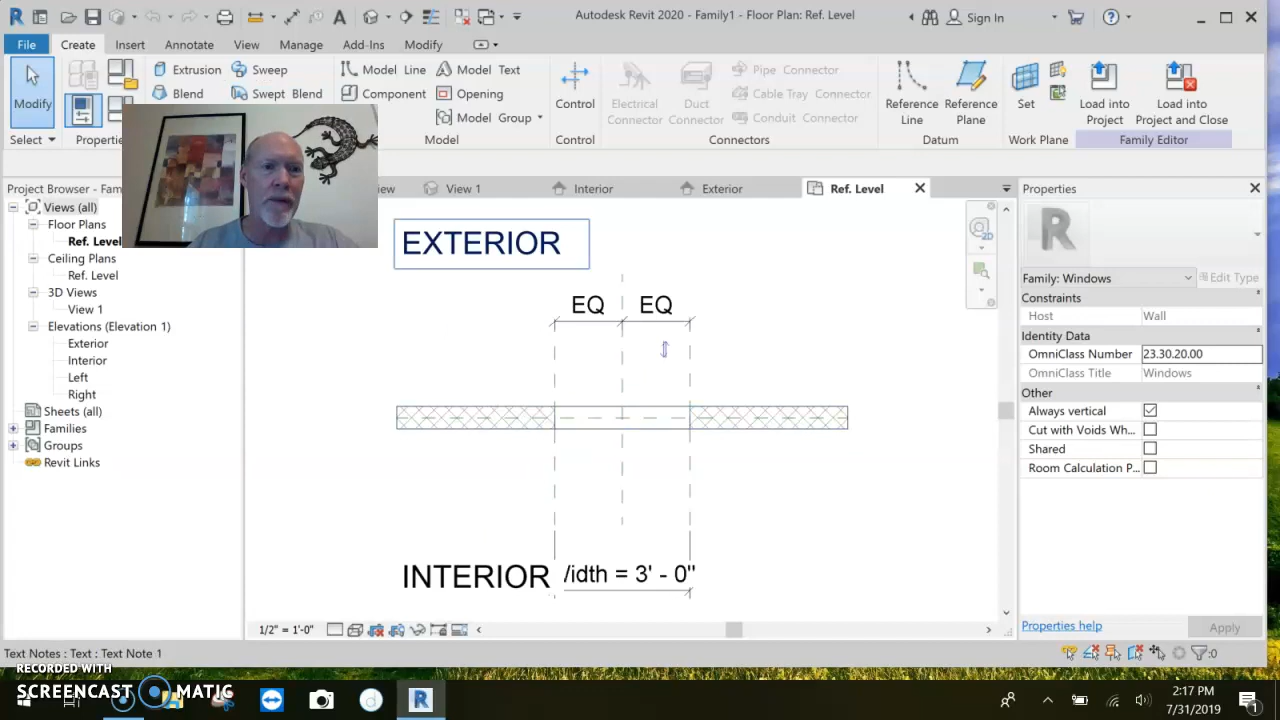 Autodesk Revit 2020 - Family1 - Floor Plan: Ref. Level
Sign In
File Create Insert Annotate View Manage Add-Ins Modify
Modify
Extrusion Sweep
Blend Swept Blend
Model Line Model Text
Component Opening
Model Group
Control
Electrical Connector
Duct Connector
Pipe Connector
Cable Tray Connector
Conduit Connector
Reference Line
Reference Plane
Set
Load into Project
Load into Project and Close
Select
Model Control Connectors Datum Work Plane Family Editor
Project Browser - Fam
View 1 Interior Exterior Ref. Level
Views (all)
Floor Plans
Ref. Level
Ceiling Plans
Ref. Level
3D Views
View 1
Elevations (Elevation 1)
Exterior
Interior
Left
Right
Sheets (all)
Families
Groups
Revit Links
EXTERIOR
EQ EQ
INTERIOR
/idth = 3' - 0"
2D
Properties
R
Family: Windows
Edit Type
Constraints
Host Wall
Identity Data
OmniClass Number 23.30.20.00
OmniClass Title Windows
Other
Always vertical
Cut with Voids Wh...
Shared
Room Calculation P...
Properties help
Apply
1/2" = 1'-0"
Text Notes : Text : Text Note 1
:0
RECORDED WITH
SCREENCAST MATIC
2:17 PM
7/31/2019
1